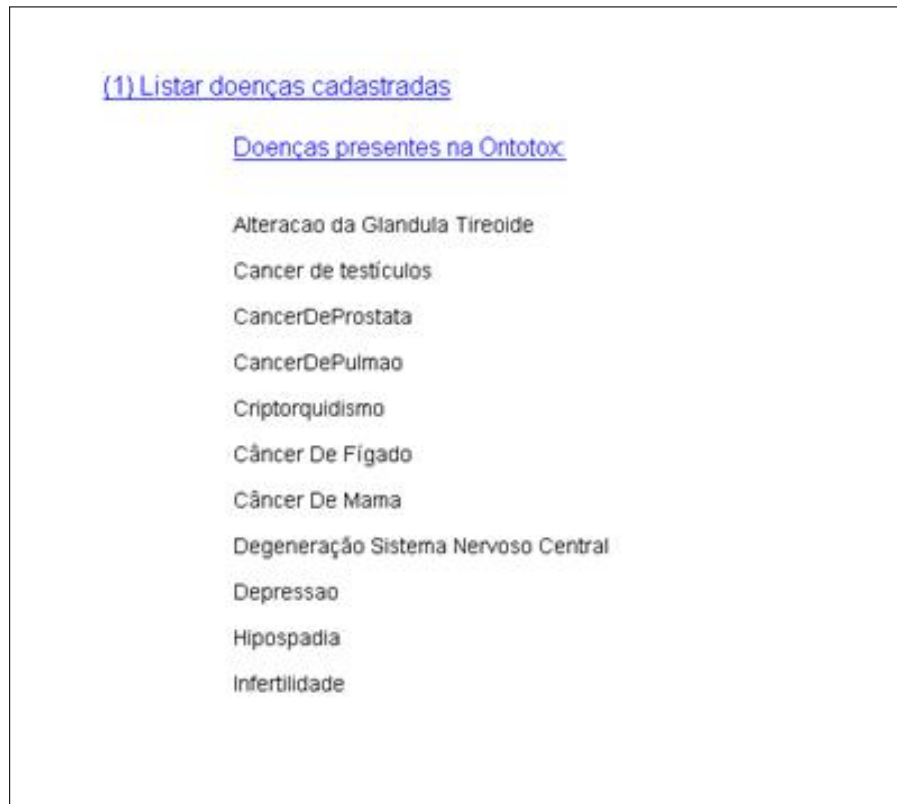 (1) Listar doenças cadastradas
Doenças presentes na Ontotox:
Alteracao da Glandula Tireoide
Cancer de testículos
CancerDeProstata
CancerDePulmao
Criptorquidismo
Câncer De Fígado
Câncer De Mama
Degeneração Sistema Nervoso Central
Depressao
Hipospadia
Infertilidade